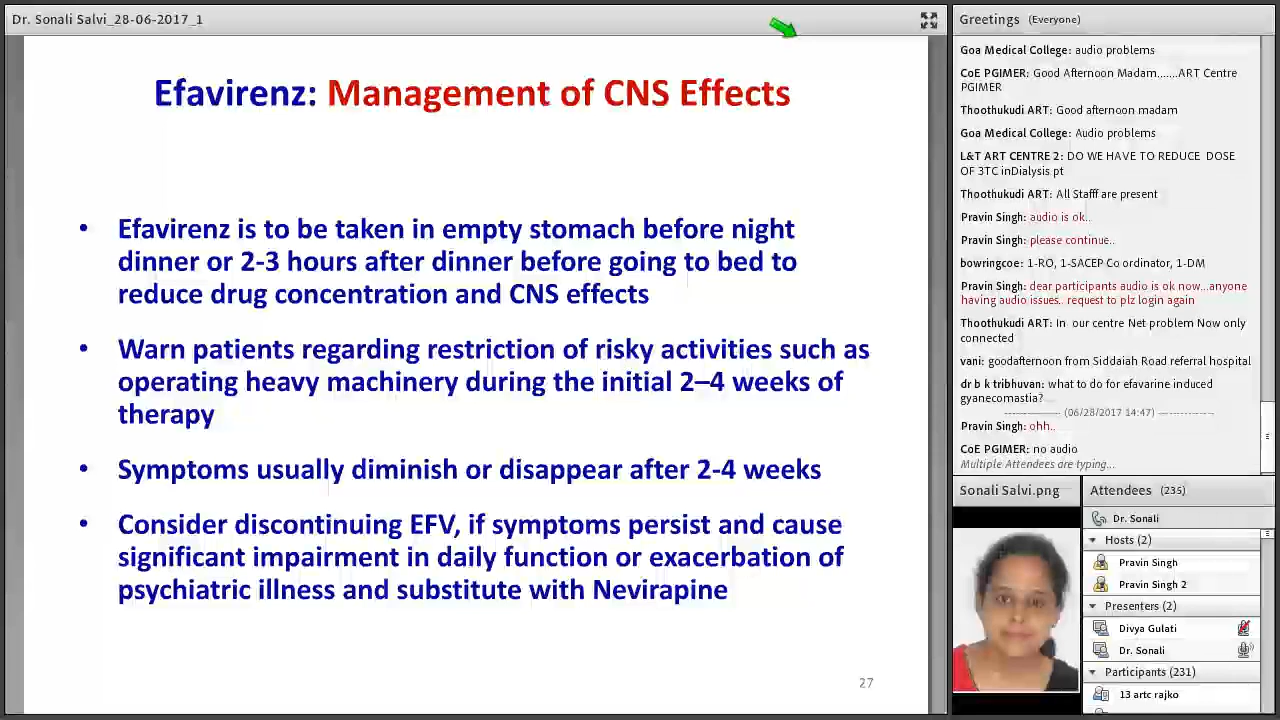 Dr. Sonali Salvi_28-06-2017_1
Efavirenz: Management of CNS Effects
• Efavirenz is to be taken in empty stomach before night
dinner or 2-3 hours after dinner before going to bed to
reduce drug concentration and CNS effects
• Warn patients regarding restriction of risky activities such as
operating heavy machinery during the initial 2–4 weeks of
therapy
• Symptoms usually diminish or disappear after 2-4 weeks
• Consider discontinuing EFV, if symptoms persist and cause
significant impairment in daily function or exacerbation of
psychiatric illness and substitute with Nevirapine
27
Greetings (Everyone)
Goa Medical College: audio problems
CoE PGIMER: Good Afternoon Madam.......ART Centre
PGIMER
Thoothukudi ART: Good afternoon madam
Goa Medical College: Audio problems
L&T ART CENTRE 2: DO WE HAVE TO REDUCE DOSE
OF 3TC inDialysis pt
Thoothukudi ART: All Stafff are present
Pravin Singh: audio is ok..
Pravin Singh: please continue..
bowringcoe: 1-RO, 1-SACEP Co ordinator, 1-DM
Pravin Singh: dear participants audio is ok now...anyone
having audio issues.. request to plz login again
Thoothukudi ART: In our centre Net problem Now only
connected
vani: goodafternoon from Siddaiah Road referral hospital
dr b k tribhuvan: what to do for efavarine induced
gyanecomastia?
(06/28/2017 14:47)
Pravin Singh: ohh..
CoE PGIMER: no audio
Multiple Attendees are typing...
Sonali Salvi.png
Attendees (235)
Dr. Sonali
Hosts (2)
Pravin Singh
Pravin Singh 2
Presenters (2)
Divya Gulati
Dr. Sonali
Participants (231)
13 artc rajko